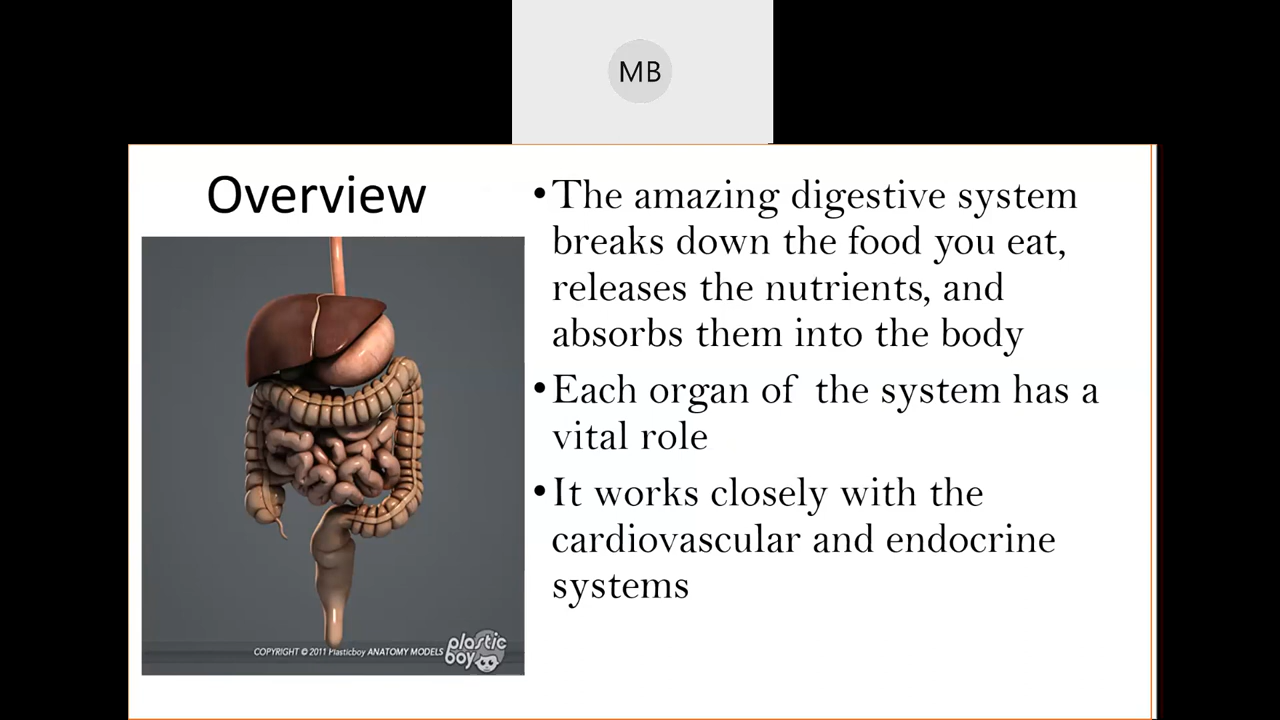 MB
Overview
•The amazing digestive system
breaks down the food you eat,
releases the nutrients, and
absorbs them into the body
•Each organ of  the system has a
vital role
•It works closely with the
cardiovascular and endocrine
systems
COPYRIGHT © 2011 Plasticboy ANATOMY MODELS
plastic
boy